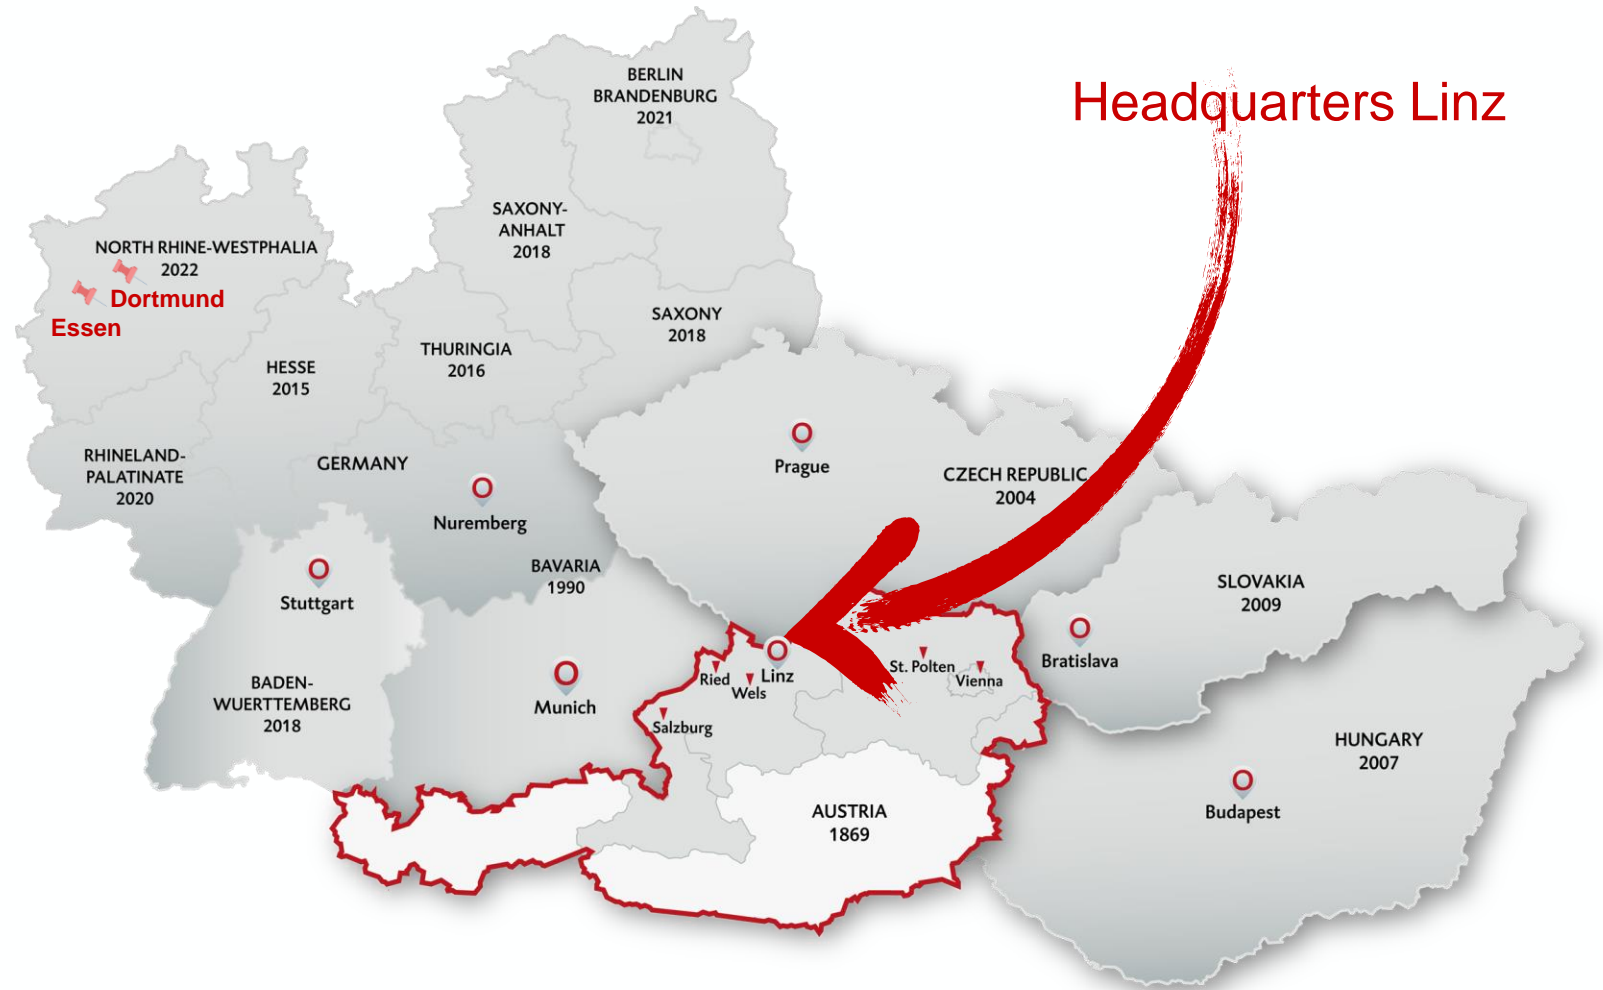 Headquarters Linz
BERLIN
BRANDENBURG
2021
SAXONY-
ANHALT
2018
NORTH RHINE-WESTPHALIA
2022
Dortmund
Essen
SAXONY
2018
THURINGIA
2016
HESSE
2015
RHINELAND-
PALATINATE
2020
GERMANY
Nuremberg
Prague
CZECH REPUBLIC
2004
BAVARIA
1990
Stuttgart
SLOVAKIA
2009
Bratislava
BADEN-
WUERTTEMBERG
2018
Munich
Ried
Wels
Linz
St. Polten
Vienna
Salzburg
HUNGARY
2007
Budapest
AUSTRIA
1869